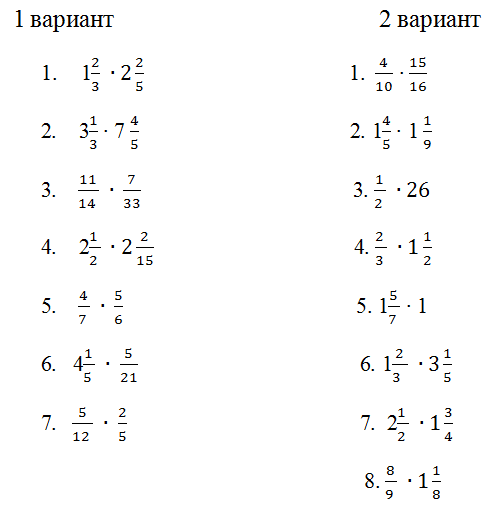 1 вариант 2 вариант
1. 1 2/3 · 2 2/5 1. 4/10 · 15/16
2. 3 1/3 · 7 4/5 2. 1 4/5 · 1 1/9
3. 11/14 · 7/33 3. 1/2 · 26
4. 2 1/2 · 2 2/15 4. 2/3 · 1 1/2
5. 4/7 · 5/6 5. 1 5/7 · 1
6. 4 1/5 · 5/21 6. 1 2/3 · 3 1/5
7. 5/12 · 2/5 7. 2 1/2 · 1 3/4
8. 8/9 · 1 1/8